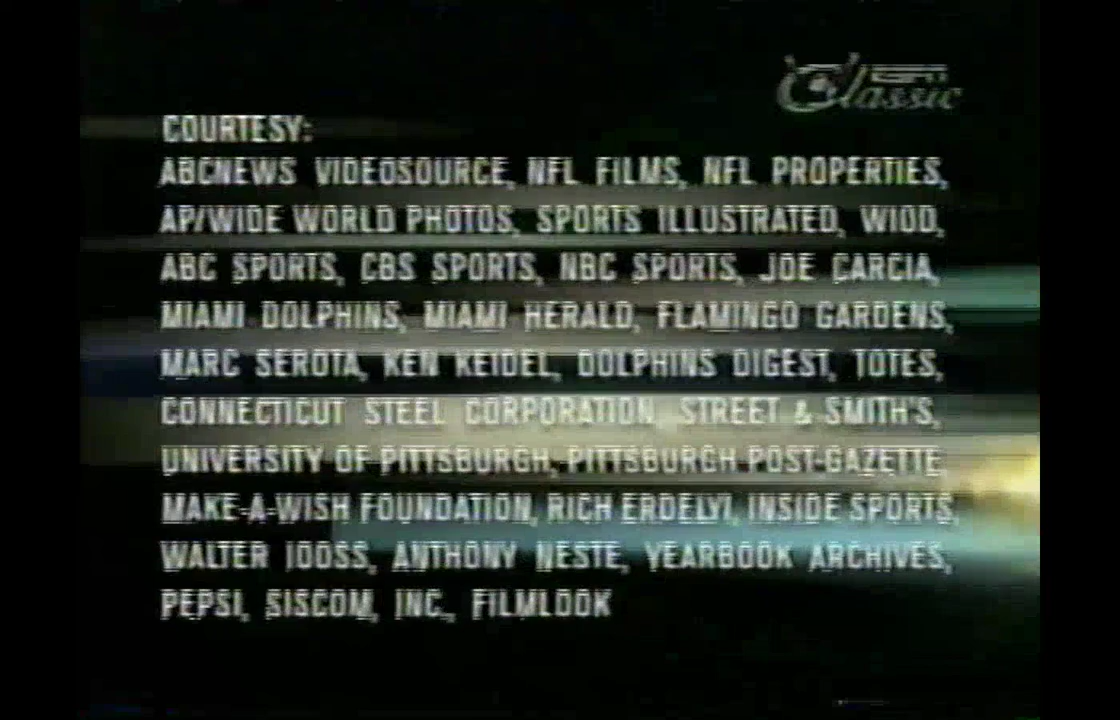 ESPN
Classic
COURTESY:
ABCNEWS VIDEOSOURCE, NFL FILMS, NFL PROPERTIES,
AP/WIDE WORLD PHOTOS, SPORTS ILLUSTRATED, WIOD,
ABC SPORTS, CBS SPORTS, NBC SPORTS, JOE CARCIA,
MIAMI DOLPHINS, MIAMI HERALD, FLAMINGO GARDENS,
MARC SEROTA, KEN KEIDEL, DOLPHINS DIGEST, TOTES,
CONNECTICUT STEEL CORPORATION, STREET & SMITH'S,
UNIVERSITY OF PITTSBURGH, PITTSBURGH POST-GAZETTE
MAKE-A-WISH FOUNDATION, RICH ERDELYI, INSIDE SPORTS,
WALTER IOOSS, ANTHONY NESTE, YEARBOOK ARCHIVES,
PEPSI, SISCOM, INC., FILMLOOK